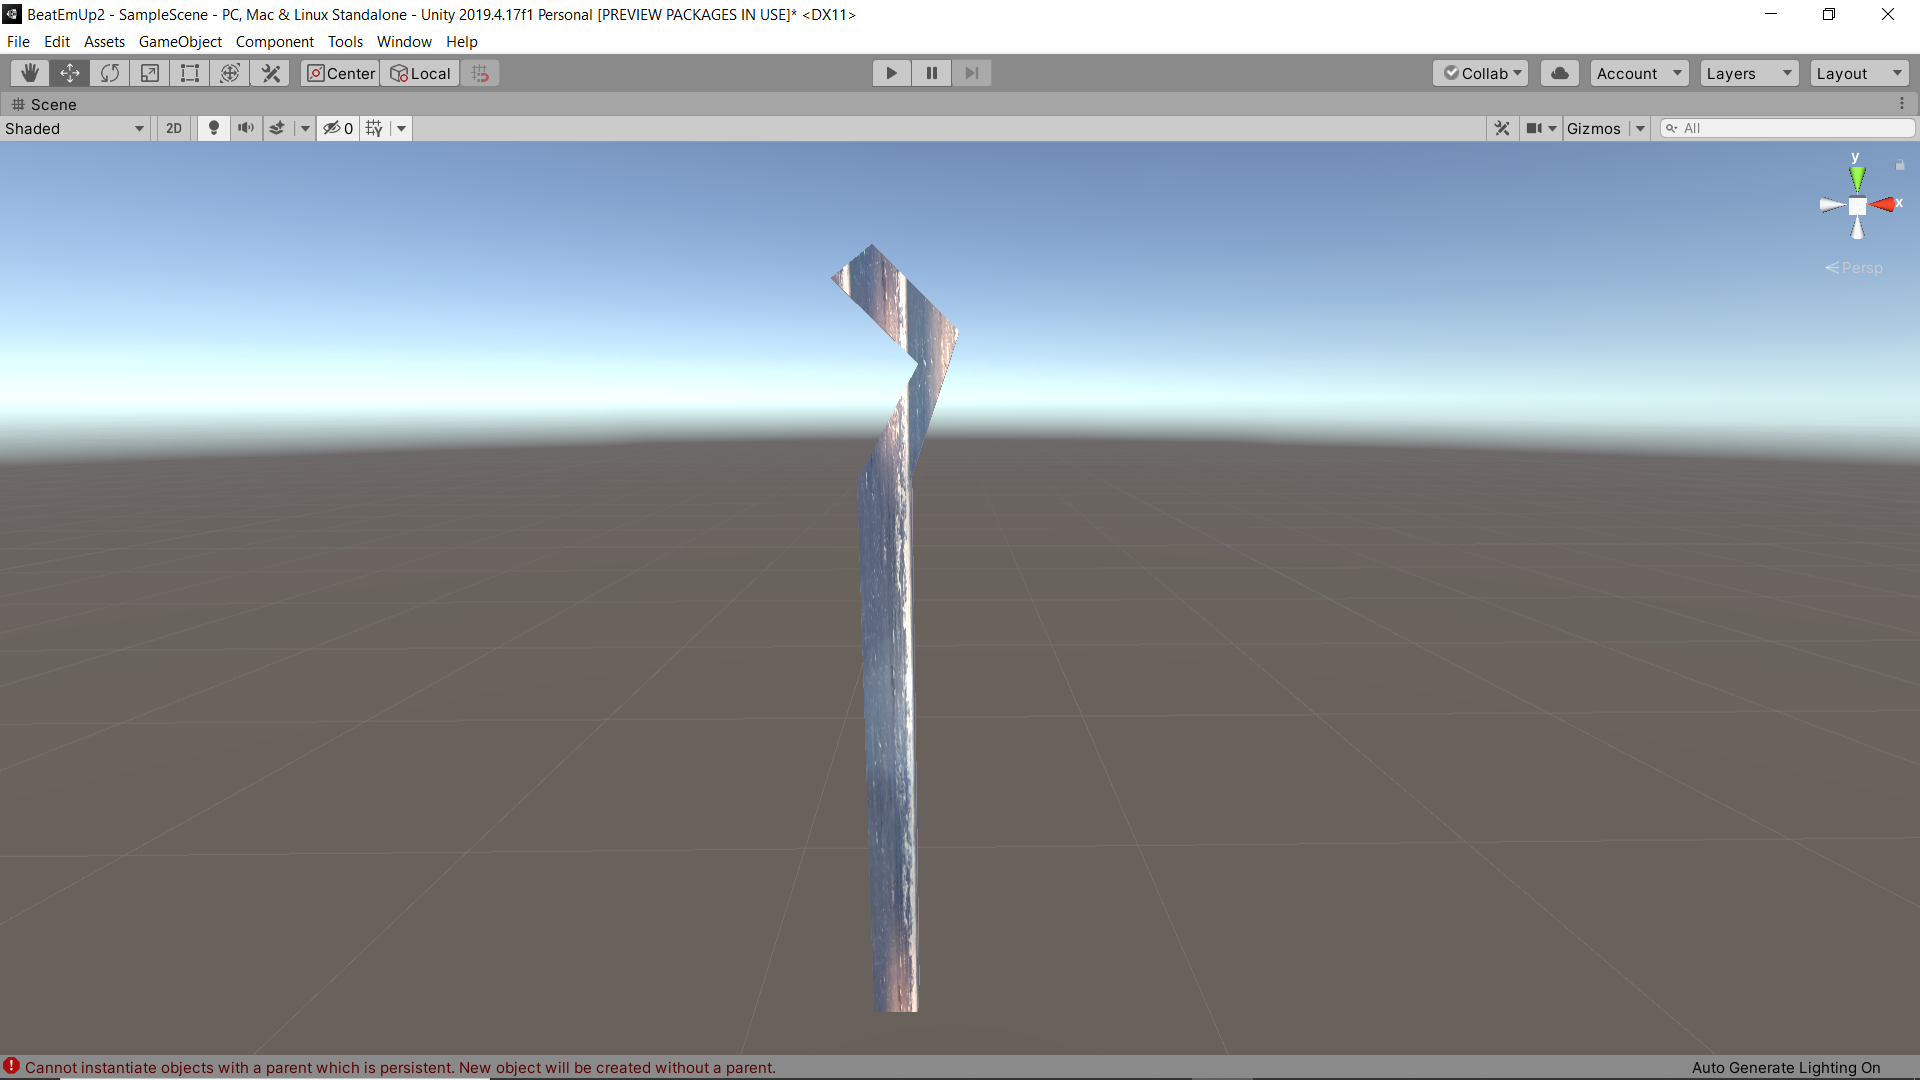 BeatEmUp2 - SampleScene - PC, Mac & Linux Standalone - Unity 2019.4.17f1 Personal [PREVIEW PACKAGES IN USE]* <DX11>
File Edit Assets GameObject Component Tools Window Help
Center Local Collab Account Layers Layout
Scene
Shaded 2D 0 Gizmos All
y
x
Persp
Cannot instantiate objects with a parent which is persistent. New object will be created without a parent. Auto Generate Lighting On